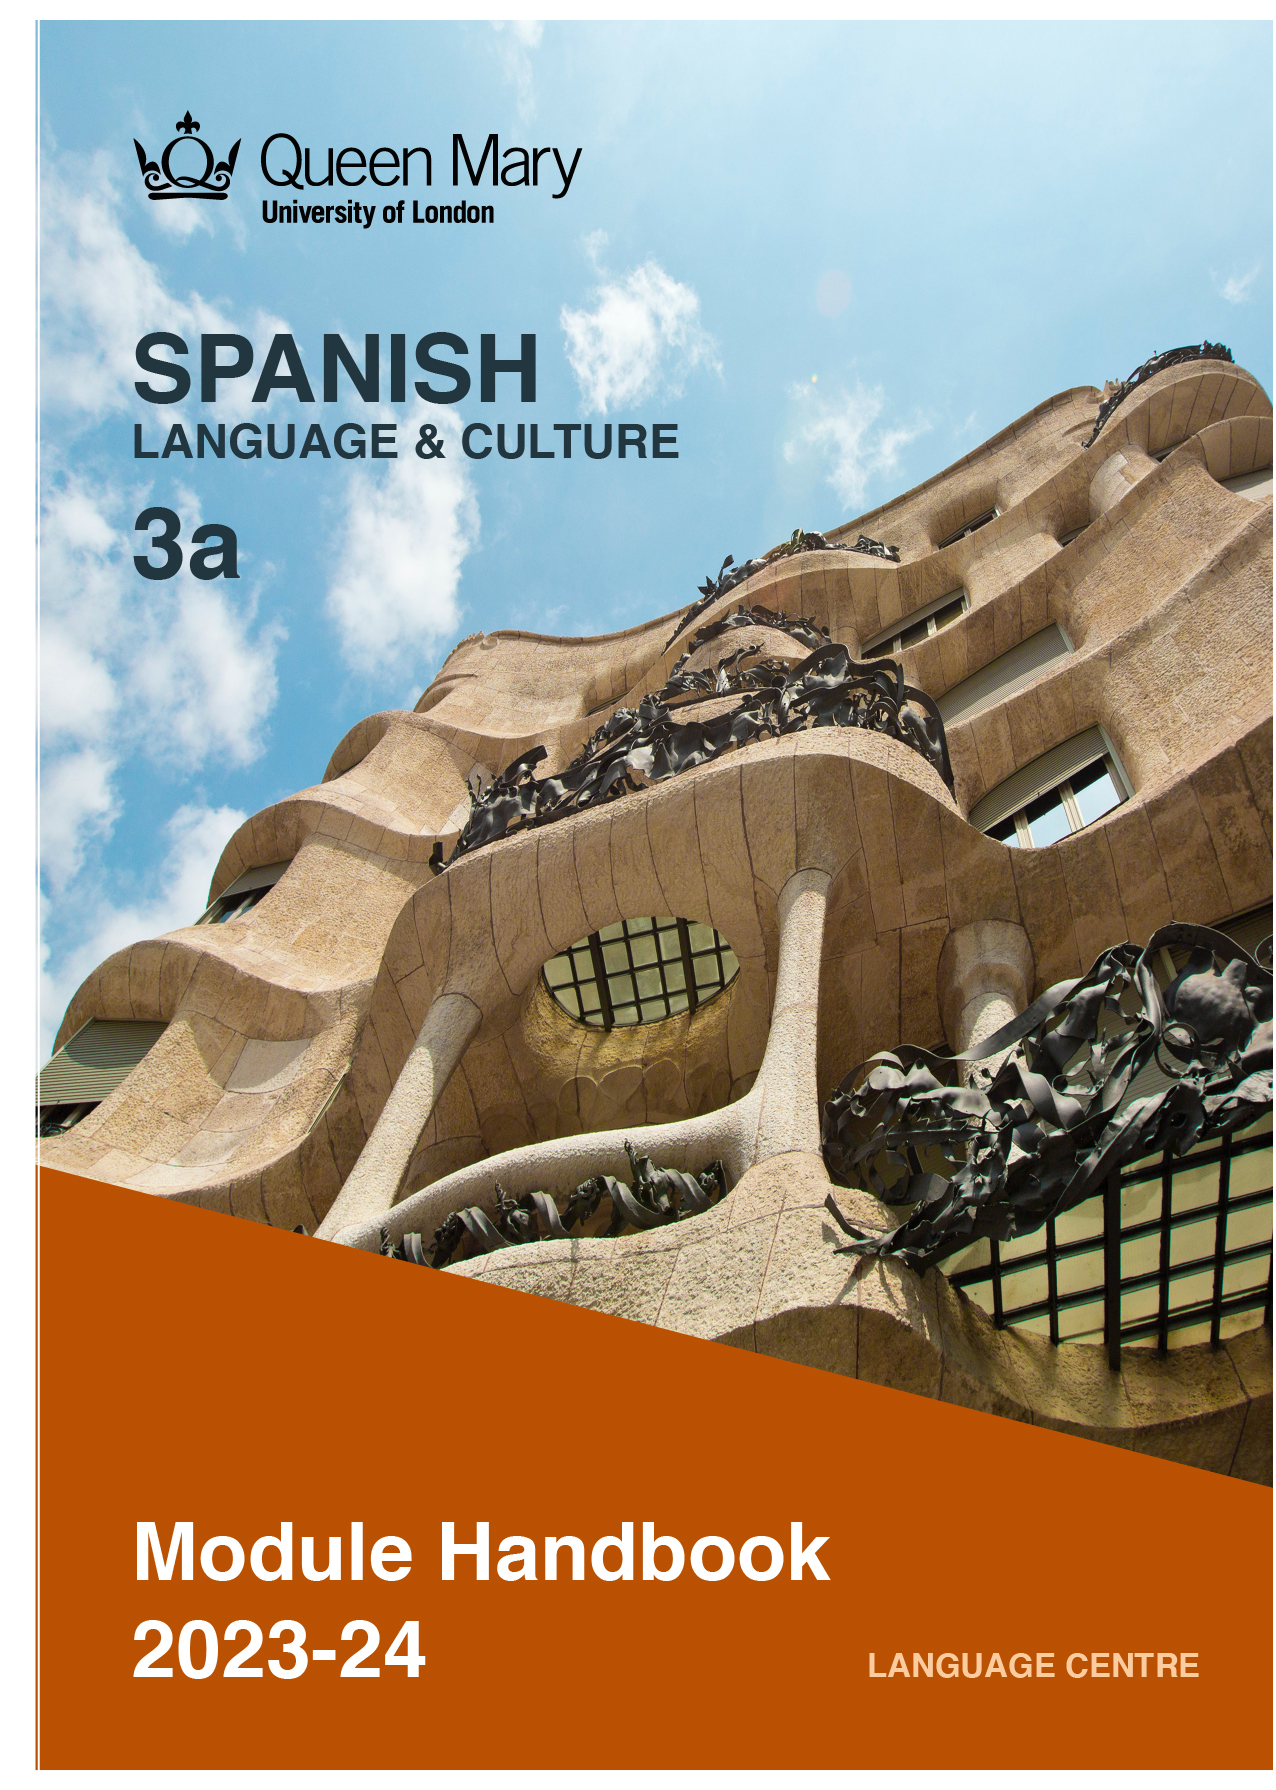 Queen Mary
University of London
SPANISH
LANGUAGE & CULTURE
3a
Module Handbook
2023-24
LANGUAGE CENTRE